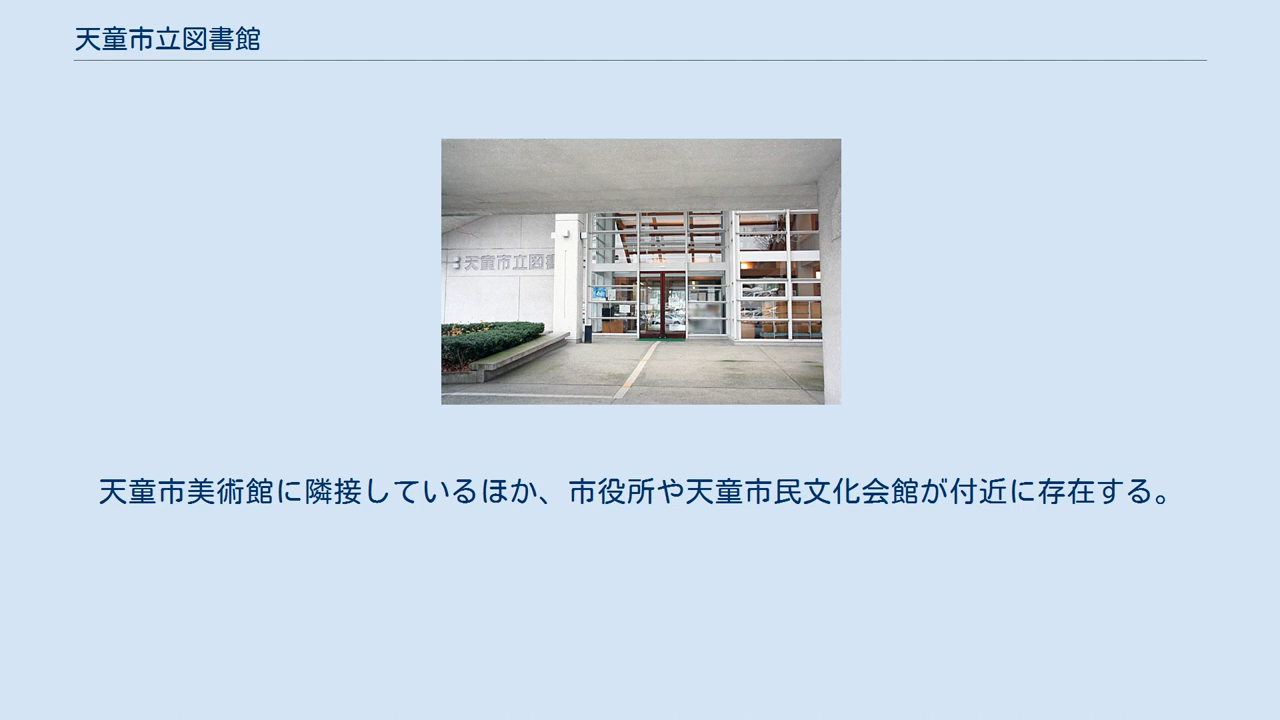 天童市立図書館
天童市立図
天童市美術館に隣接しているほか、市役所や天童市民文化会館が付近に存在する。